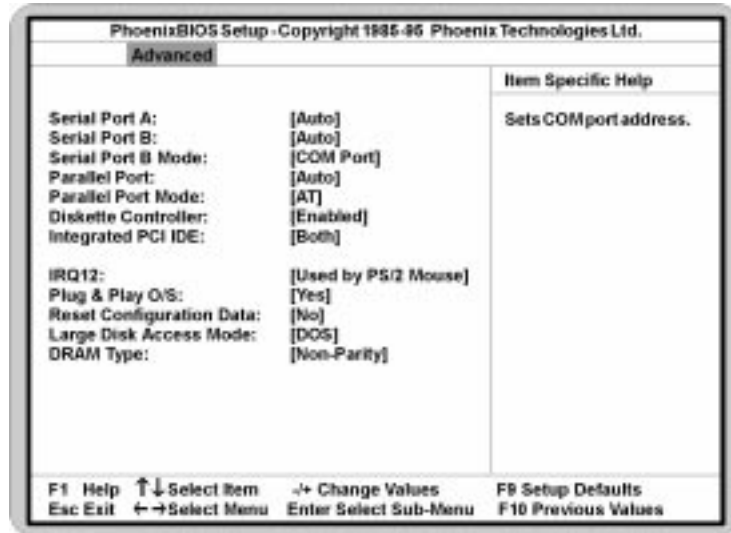 PhoenixBIOS Setup - Copyright 1985-95 Phoenix Technologies Ltd.
Advanced
Item Specific Help
Serial Port A: [Auto]
Sets COM port address.
Serial Port B: [Auto]
Serial Port B Mode: [COM Port]
Parallel Port: [Auto]
Parallel Port Mode: [AT]
Diskette Controller: [Enabled]
Integrated PCI IDE: [Both]
IRQ12: [Used by PS/2 Mouse]
Plug & Play O/S: [Yes]
Reset Configuration Data: [No]
Large Disk Access Mode: [DOS]
DRAM Type: [Non-Parity]
F1 Help ↑↓ Select Item -/+ Change Values F9 Setup Defaults
Esc Exit ←→ Select Menu Enter Select Sub-Menu F10 Previous Values